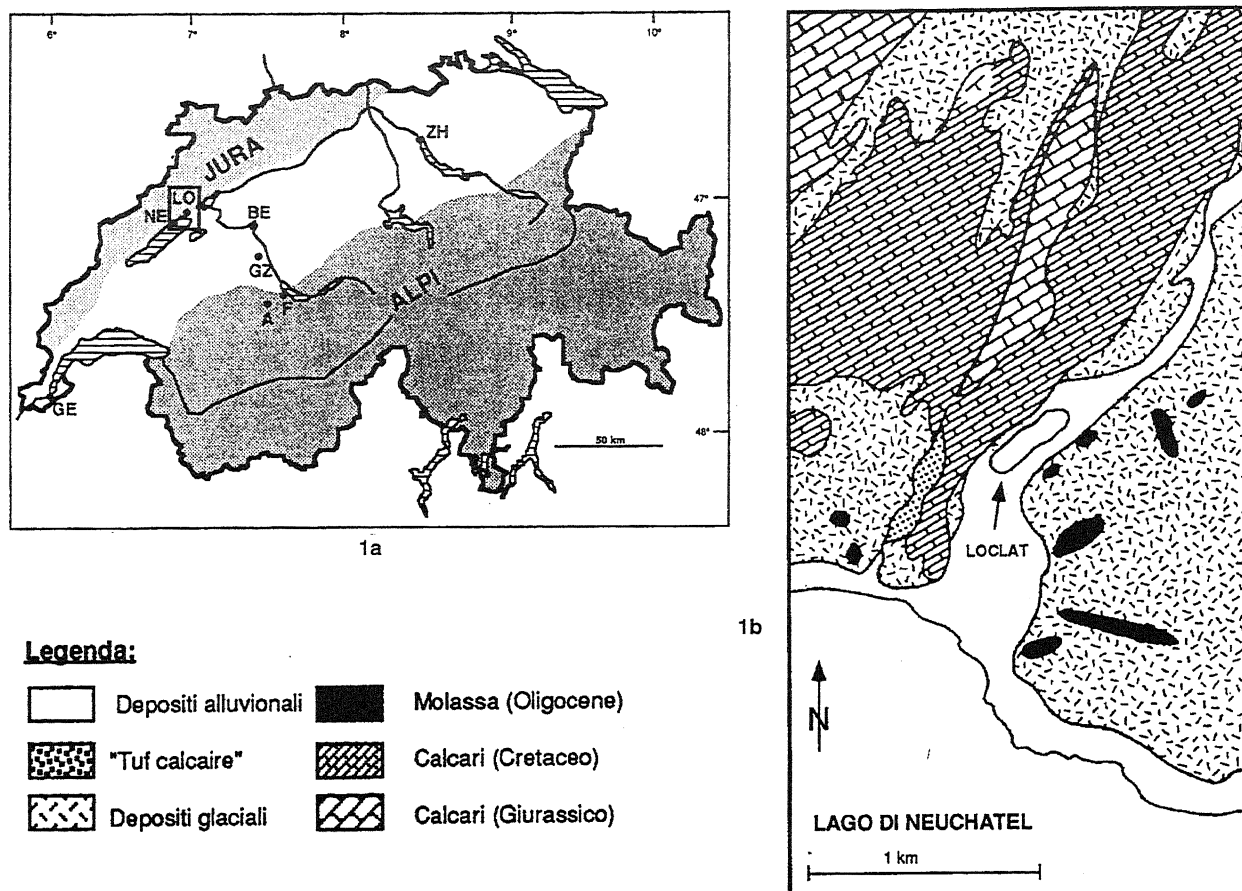 6°
7°
8°
9°
10°
JURA
ZH
47°
LO
NE
BE
GZ
ALPI
F
A
GE
48°
50 km
1a
LOCLAT
1b
N
LAGO DI NEUCHATEL
1 km
Legenda:
Depositi alluvionali
Molassa (Oligocene)
"Tuf calcaire"
Calcari (Cretaceo)
Depositi glaciali
Calcari (Giurassico)